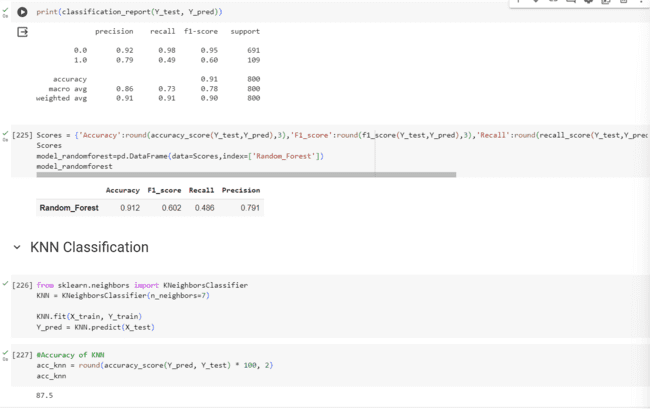 print(classification_report(Y_test, Y_pred))
precision recall f1-score support
0.0 0.92 0.98 0.95 691
1.0 0.79 0.49 0.60 109
accuracy 0.91 800
macro avg 0.86 0.73 0.78 800
weighted avg 0.91 0.91 0.90 800
[225] Scores = {'Accuracy':round(accuracy_score(Y_test,Y_pred),3),'F1_score':round(f1_score(Y_test,Y_pred),3),'Recall':round(recall_score(Y_test,Y_pred
Scores
model_randomforest=pd.DataFrame(data=Scores,index=['Random_Forest'])
model_randomforest
Accuracy F1_score Recall Precision
Random_Forest 0.912 0.602 0.486 0.791
KNN Classification
[226] from sklearn.neighbors import KNeighborsClassifier
KNN = KNeighborsClassifier(n_neighbors=7)
KNN.fit(X_train, Y_train)
Y_pred = KNN.predict(X_test)
[227] #Accuracy of KNN
acc_knn = round(accuracy_score(Y_pred, Y_test) * 100, 2)
acc_knn
87.5